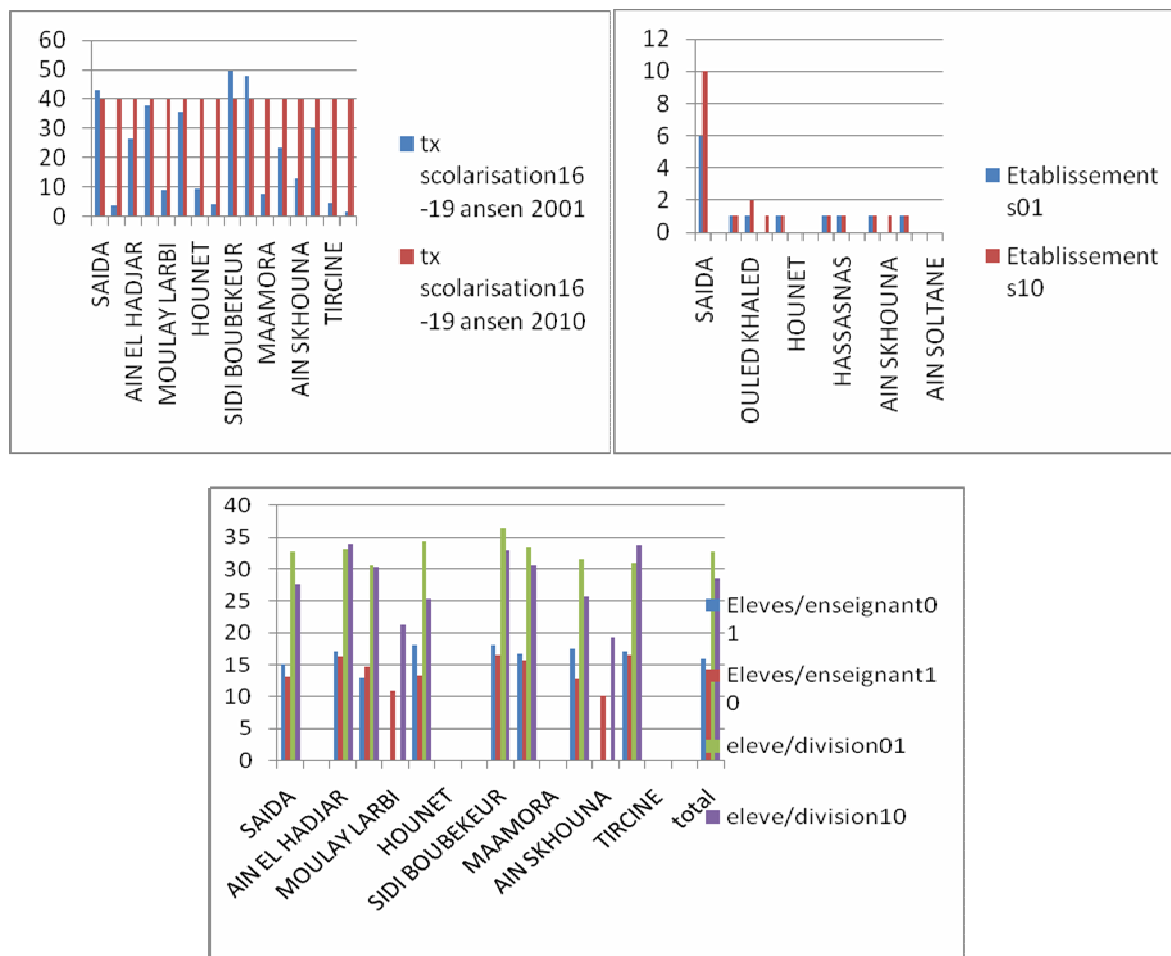 60
50
40
30
20
10
0
SAIDA
AIN EL HADJAR
MOULAY LARBI
HOUNET
SIDI BOUBEKEUR
MAAMORA
AIN SKHOUNA
TIRCINE
tx
scolarisation16
-19 ansen 2001
tx
scolarisation16
-19 ansen 2010
12
10
8
6
4
2
0
SAIDA
OULED KHALED
HOUNET
HASSASNAS
AIN SKHOUNA
AIN SOLTANE
Etablissement
s01
Etablissement
s10
40
35
30
25
20
15
10
5
0
SAIDA
AIN EL HADJAR
MOULAY LARBI
HOUNET
SIDI BOUBEKEUR
MAAMORA
AIN SKHOUNA
TIRCINE
total
Eleves/enseignant0
1
Eleves/enseignant1
0
eleve/division01
eleve/division10